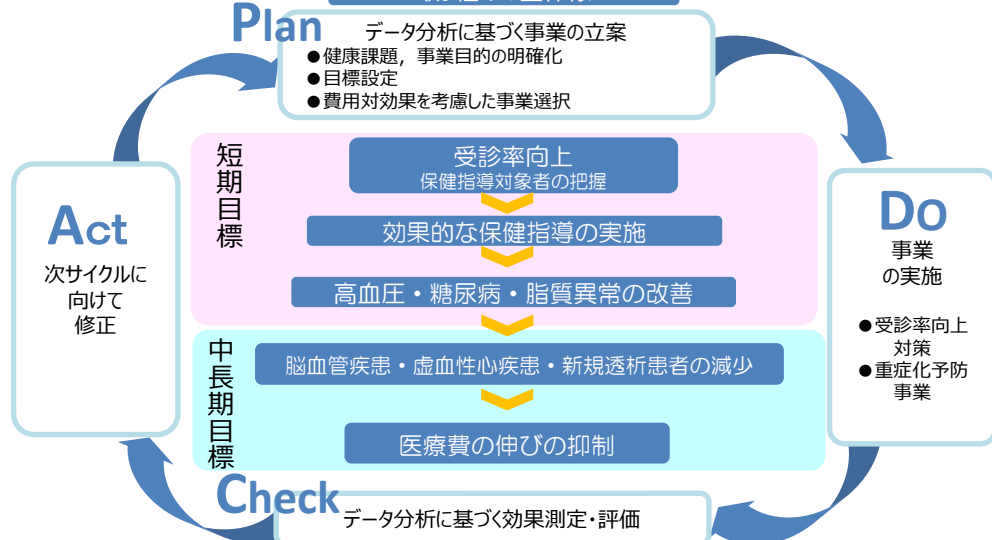 Plan
データ分析に基づく事業の立案
●健康課題，事業目的の明確化
●目標設定
●費用対効果を考慮した事業選択
短期目標
受診率向上
保健指導対象者の把握
効果的な保健指導の実施
高血圧・糖尿病・脂質異常の改善
中長期目標
脳血管疾患・虚血性心疾患・新規透析患者の減少
医療費の伸びの抑制
Do
事業
の実施
●受診率向上
対策
●重症化予防
事業
Check
データ分析に基づく効果測定・評価
Act
次サイクルに
向けて
修正